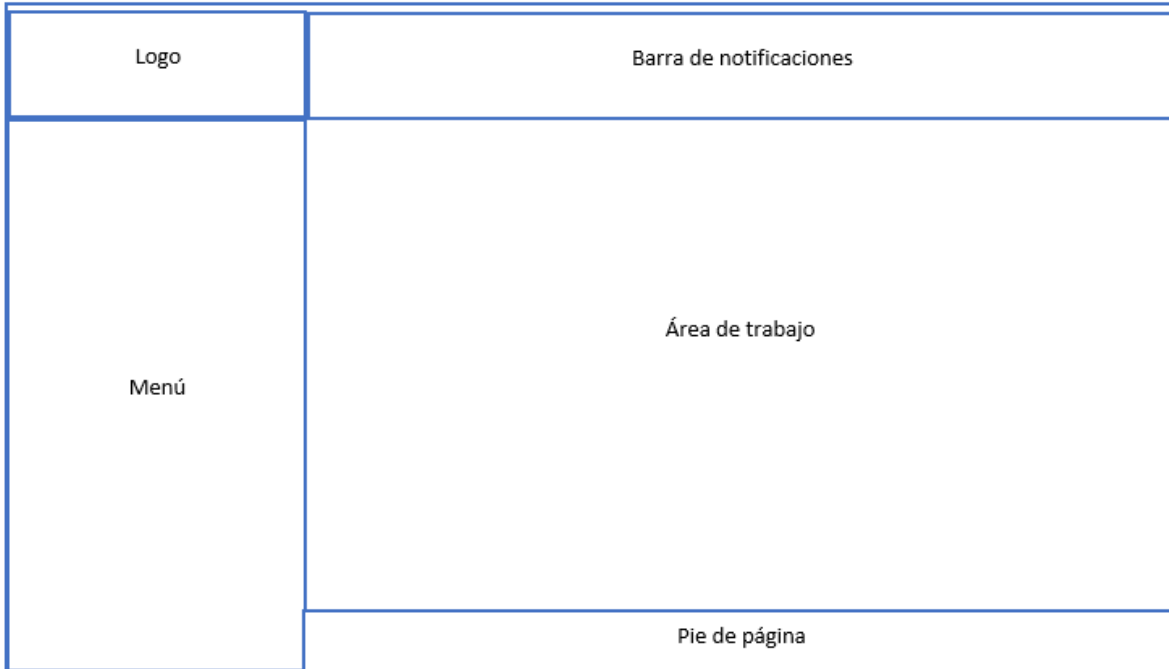 Logo
Barra de notificaciones
Área de trabajo
Menú
Pie de página